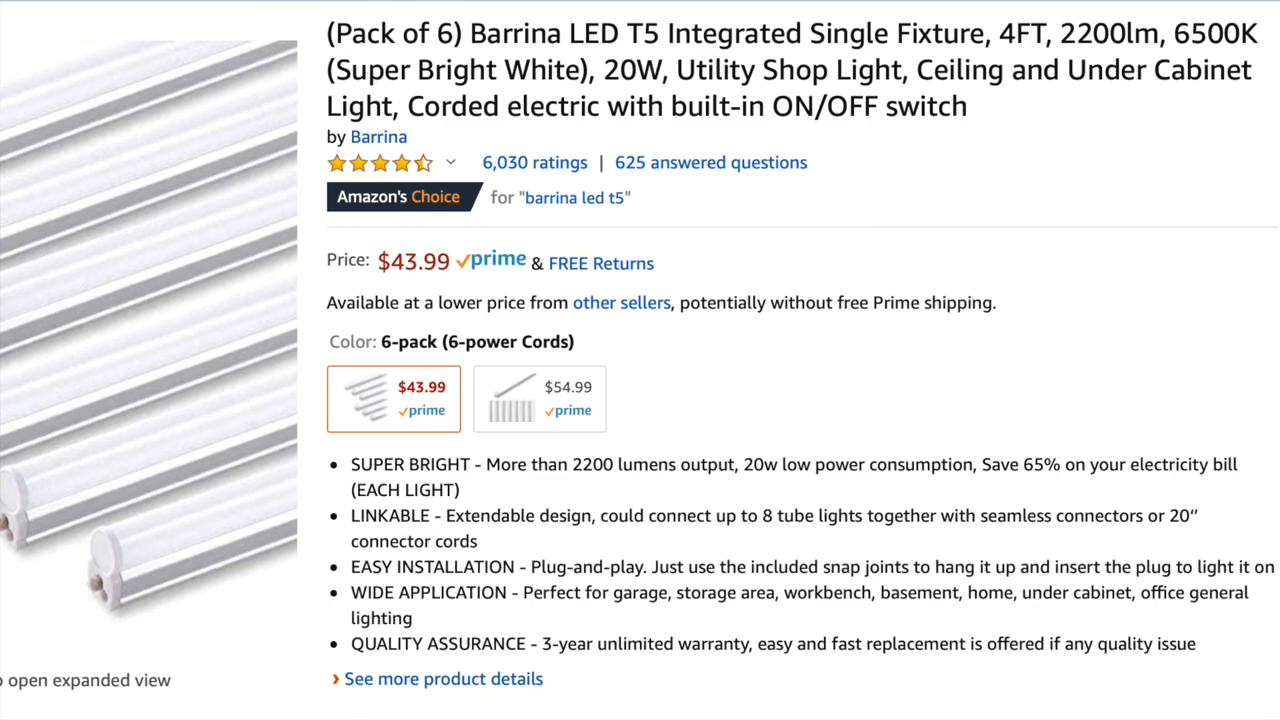 (Pack of 6) Barrina LED T5 Integrated Single Fixture, 4FT, 2200lm, 6500K
(Super Bright White), 20W, Utility Shop Light, Ceiling and Under Cabinet
Light, Corded electric with built-in ON/OFF switch
by Barrina
6,030 ratings | 625 answered questions
Amazon's Choice for "barrina led t5"
Price: $43.99 prime & FREE Returns
Available at a lower price from other sellers, potentially without free Prime shipping.
Color: 6-pack (6-power Cords)
$43.99 $54.99
prime prime
• SUPER BRIGHT - More than 2200 lumens output, 20w low power consumption, Save 65% on your electricity bill
(EACH LIGHT)
• LINKABLE - Extendable design, could connect up to 8 tube lights together with seamless connectors or 20″
connector cords
• EASY INSTALLATION - Plug-and-play. Just use the included snap joints to hang it up and insert the plug to light it on
• WIDE APPLICATION - Perfect for garage, storage area, workbench, basement, home, under cabinet, office general
lighting
• QUALITY ASSURANCE - 3-year unlimited warranty, easy and fast replacement is offered if any quality issue
› See more product details
open expanded view